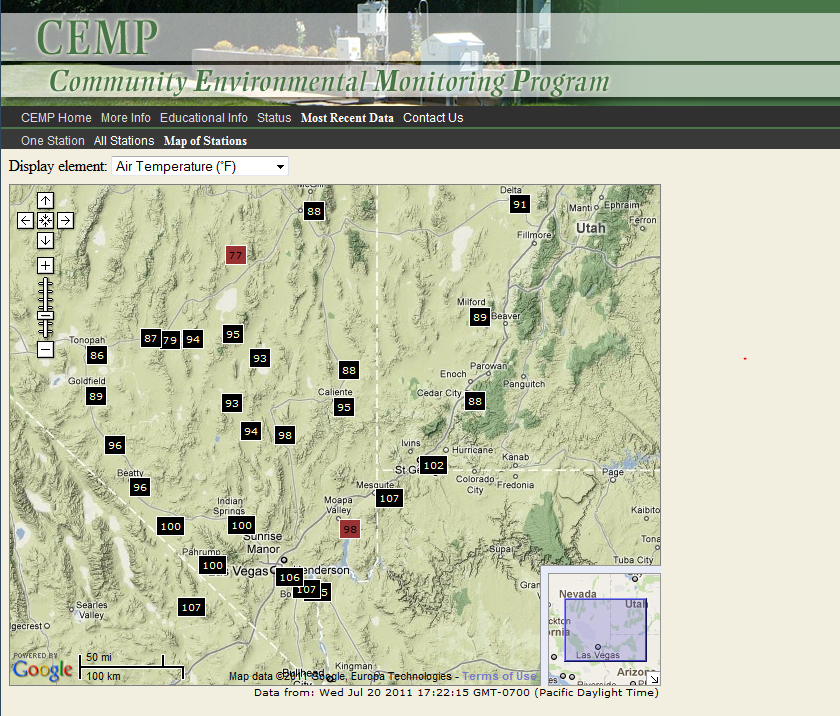 CEMP
Community Environmental Monitoring Program
CEMP Home More Info Educational Info Status Most Recent Data Contact Us
One Station All Stations Map of Stations
Display element: Air Temperature (˚F)
McGill
88
Delta
91
Manti
Ephraim
Ferron
Utah
Fillmore
77
Milford
89
Beaver
Tonopah
87
79
94
95
86
93
88
Parowan
Enoch
Panguitch
Goldfield
89
Caliente
95
93
Cedar City
88
94
98
96
Ivins
Hurricane
St
102
Kanab
Page
Colorado
City
Fredonia
Beatty
96
Mesquite
107
Indian
Springs
Moapa
Valley
100
100
98
Kaibito
Sunrise
Manor
Supai
Tuba City
Pahrump
100
Vegas
106
Henderson
107
5
107
Searles
Valley
Nevada
Utah
Las Vegas
POWERED BY
Google
50 mi
100 km
Kingman
Bullhead
City
Map data ©2011 Google, Europa Technologies - Terms of Use
Data from: Wed Jul 20 2011 17:22:15 GMT-0700 (Pacific Daylight Time)